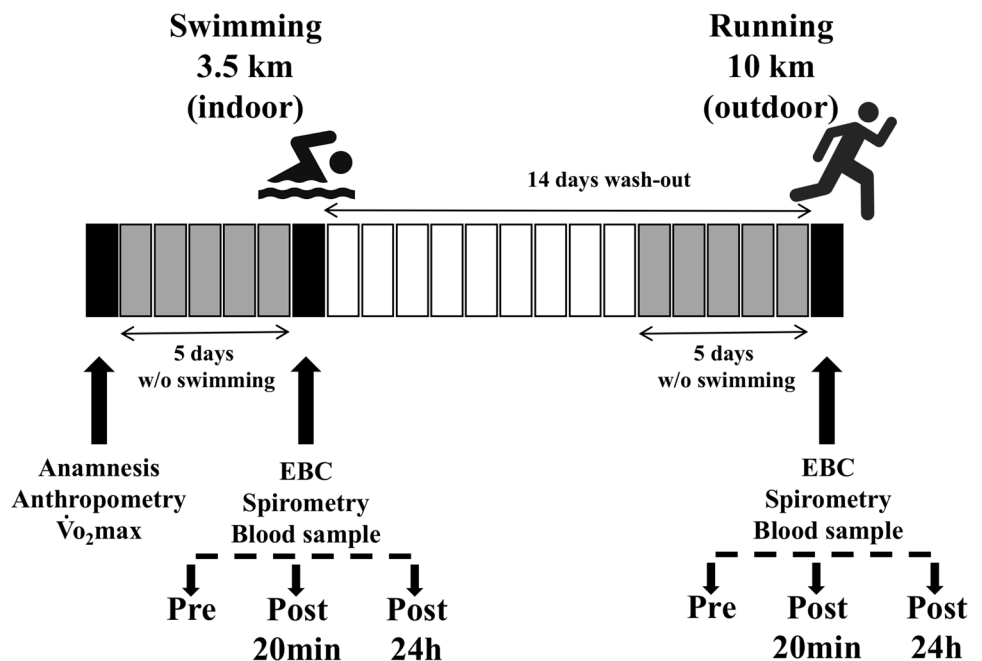 Swimming
3.5 km
(indoor)
Running
10 km
(outdoor)
14 days wash-out
5 days
w/o swimming
5 days
w/o swimming
Anamnesis
Anthropometry
V̇o₂max
EBC
Spirometry
Blood sample
Pre
Post
20min
Post
24h
EBC
Spirometry
Blood sample
Pre
Post
20min
Post
24h